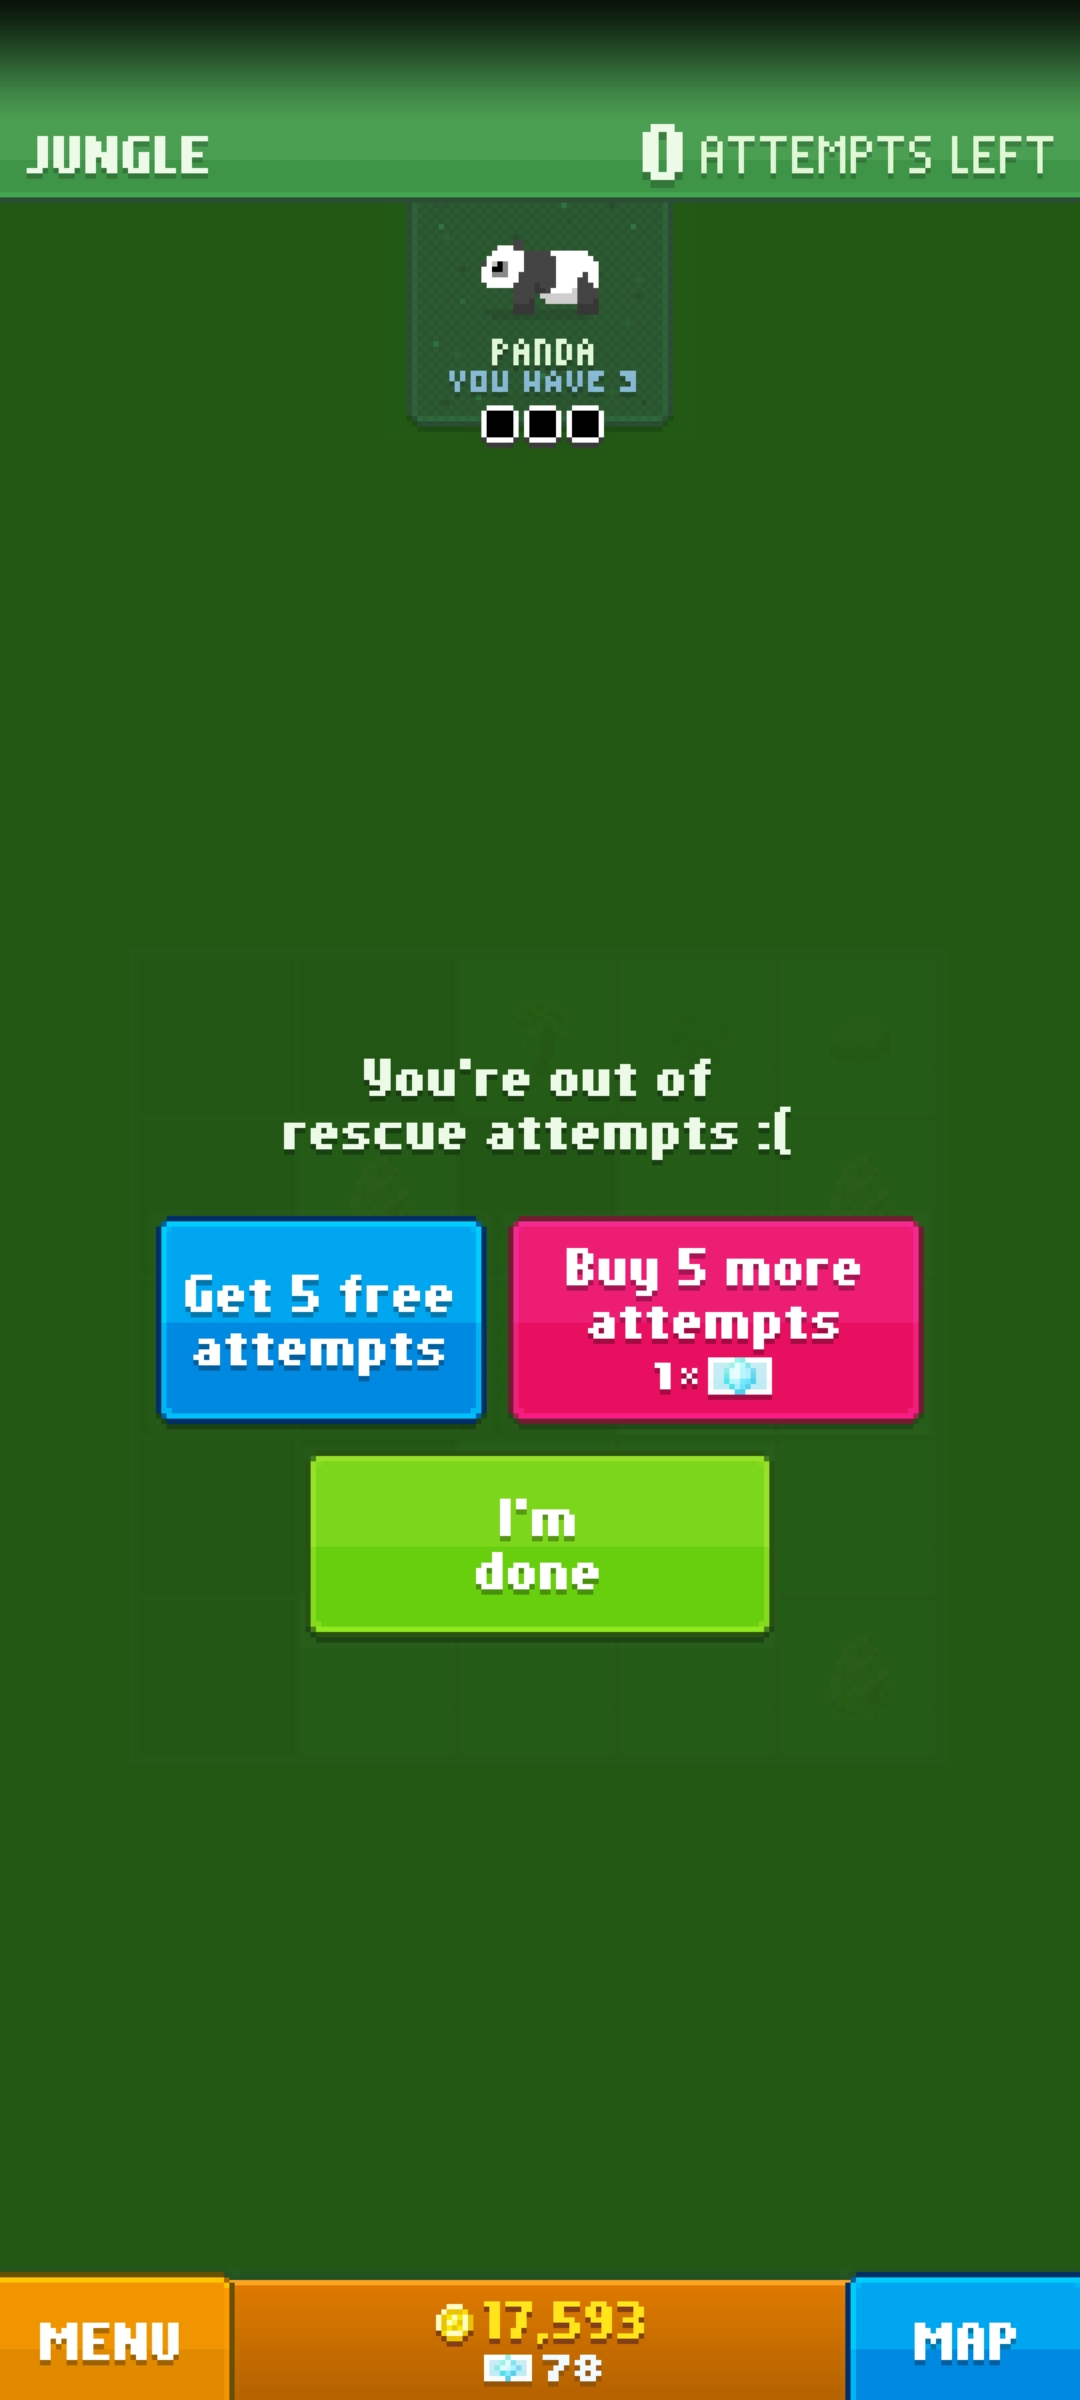 JUNGLE
0 ATTEMPTS LEFT
PANDA
YOU HAVE 3
You're out of
rescue attempts :(
Get 5 free
attempts
Buy 5 more
attempts
1×
I'm
done
MENU
17,593
78
MAP